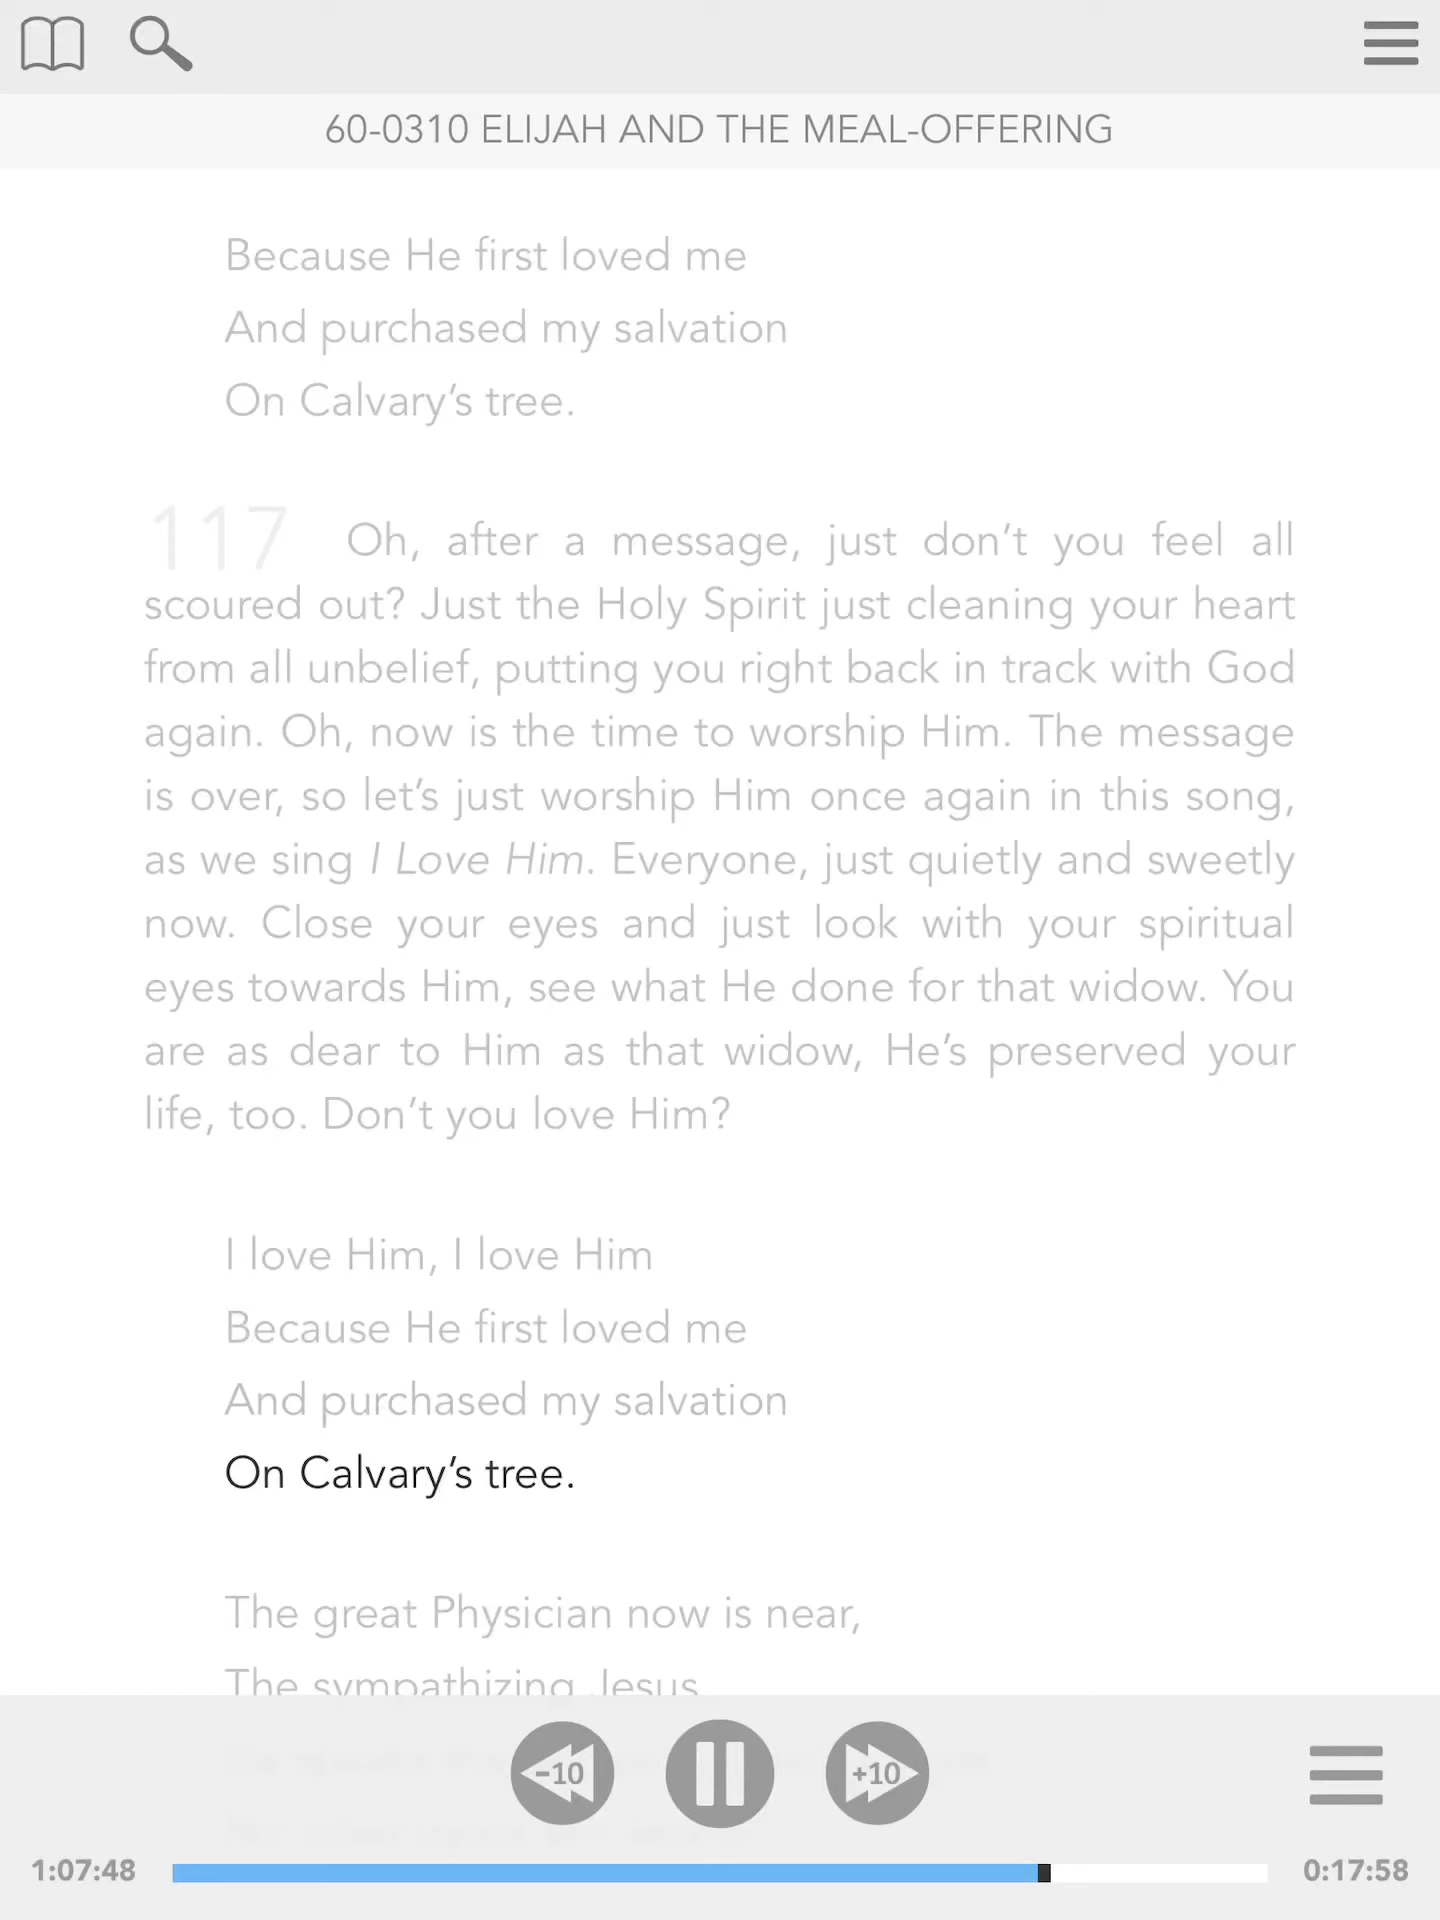 60-0310 ELIJAH AND THE MEAL-OFFERING
Because He first loved me
And purchased my salvation
On Calvary’s tree.
117 Oh, after a message, just don’t you feel all
scoured out? Just the Holy Spirit just cleaning your heart
from all unbelief, putting you right back in track with God
again. Oh, now is the time to worship Him. The message
is over, so let’s just worship Him once again in this song,
as we sing I Love Him. Everyone, just quietly and sweetly
now. Close your eyes and just look with your spiritual
eyes towards Him, see what He done for that widow. You
are as dear to Him as that widow, He’s preserved your
life, too. Don’t you love Him?
I love Him, I love Him
Because He first loved me
And purchased my salvation
On Calvary’s tree.
The great Physician now is near,
The sympathizing Jesus
-10 +10
1:07:48 0:17:58